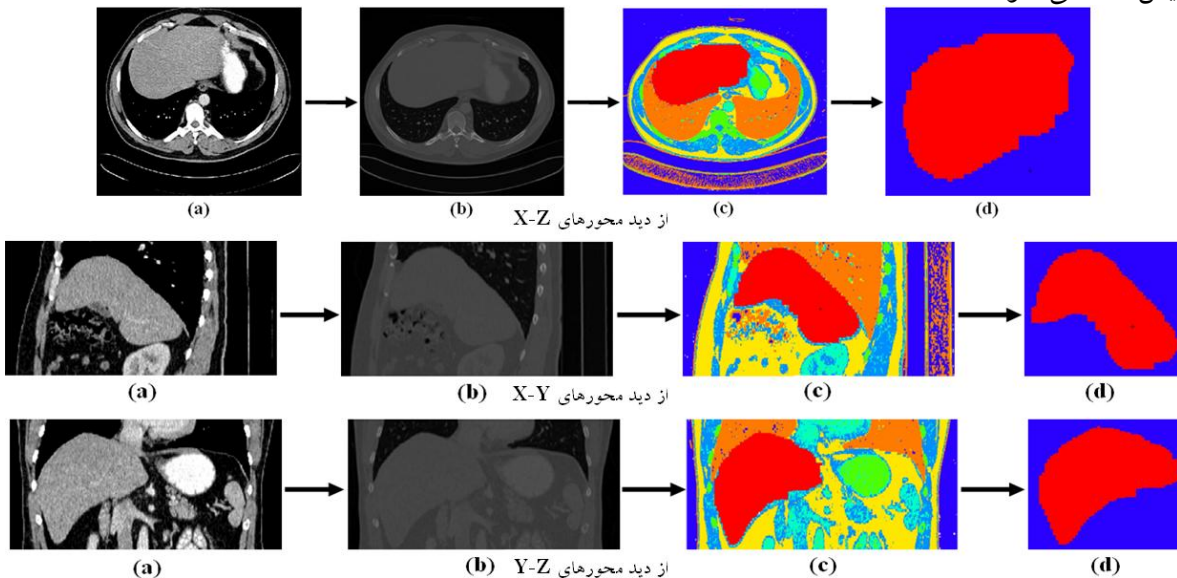 (a) (b) (c) (d)
از دید محورهای X-Z
(a) (b) (c) (d)
از دید محورهای X-Y
(a) (b) (c) (d)
از دید محورهای Y-Z